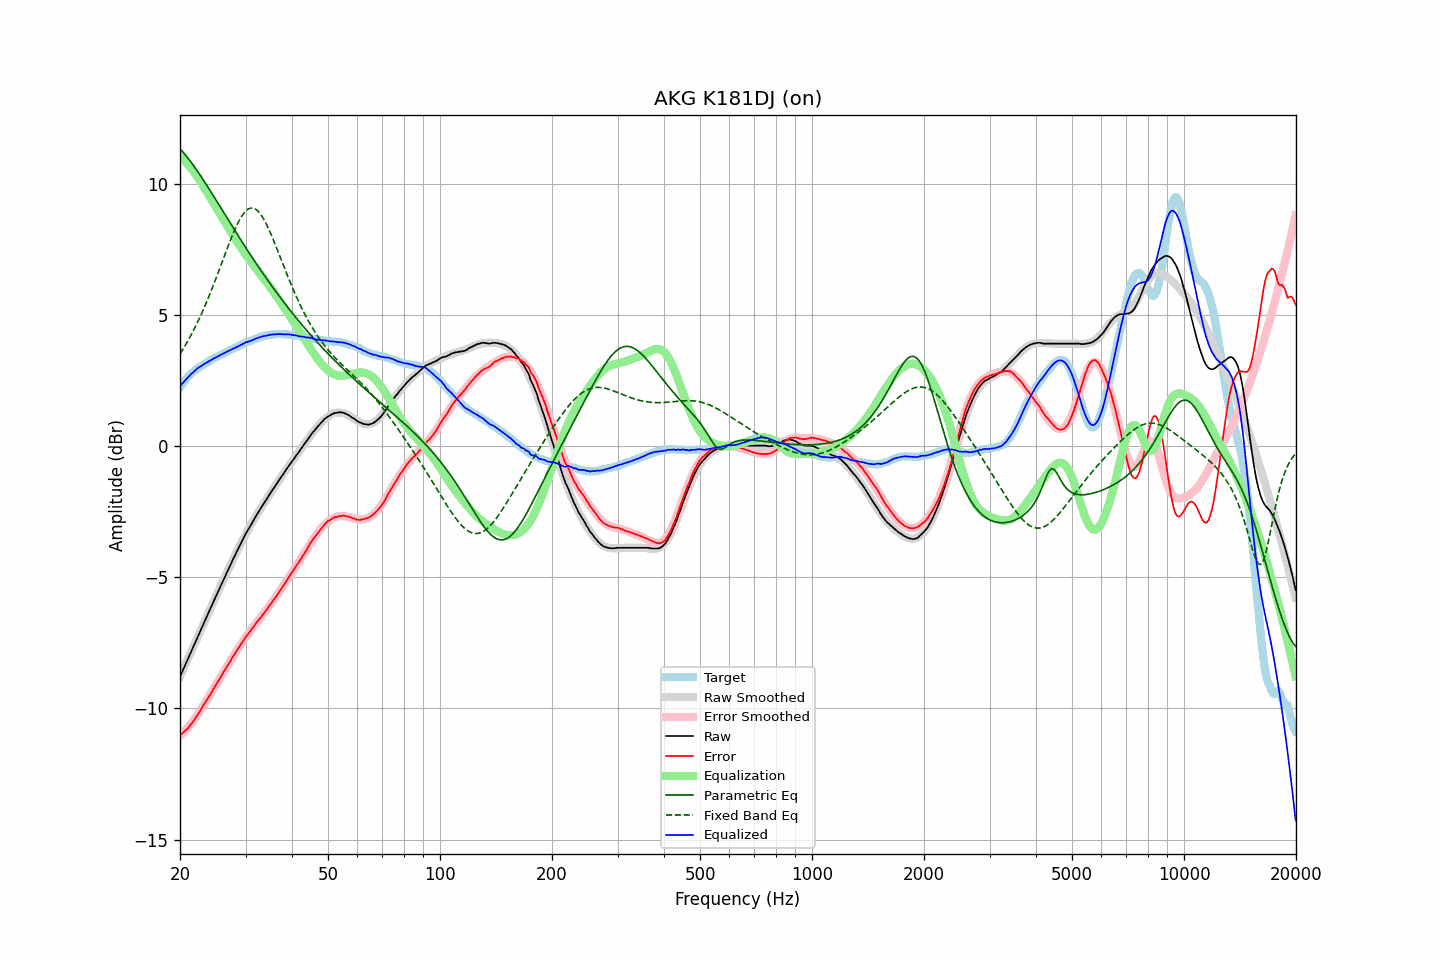 AKG K181DJ (on)
Amplitude (dBr)
10
5
0
−5
−10
−15
Target
Raw Smoothed
Error Smoothed
Raw
Error
Equalization
Parametric Eq
Fixed Band Eq
Equalized
20 50 100 200 500 1000 2000 5000 10000 20000
Frequency (Hz)